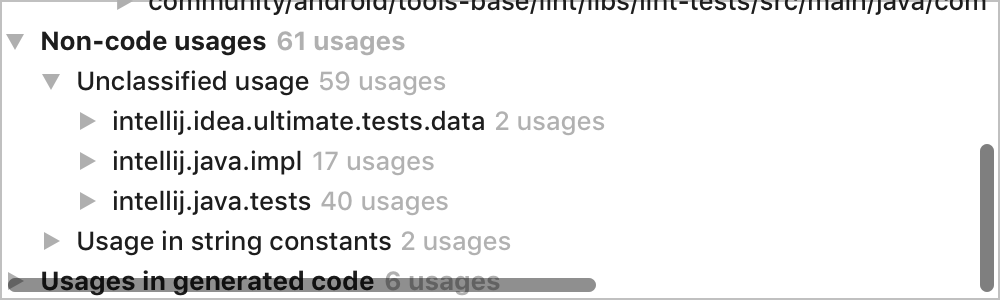 community/android/tools-base/lint/libs/lint-tests/src/main/java/com
Non-code usages 61 usages
Unclassified usage 59 usages
intellij.idea.ultimate.tests.data 2 usages
intellij.java.impl 17 usages
intellij.java.tests 40 usages
Usage in string constants 2 usages
Usages in generated code 6 usages